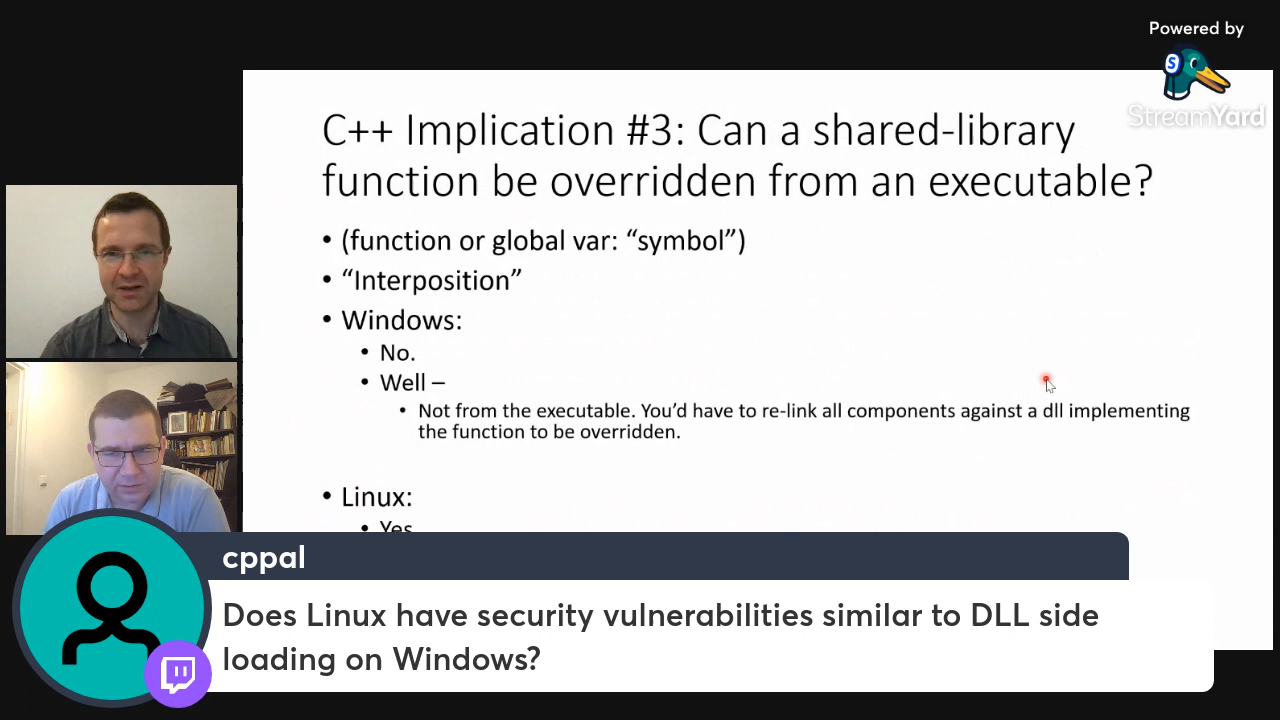 Powered by
StreamYard
C++ Implication #3: Can a shared-library
function be overridden from an executable?
• (function or global var: “symbol”)
• “Interposition”
• Windows:
• No.
• Well –
• Not from the executable. You’d have to re-link all components against a dll implementing
the function to be overridden.
• Linux:
• Yes
cppal
Does Linux have security vulnerabilities similar to DLL side
loading on Windows?